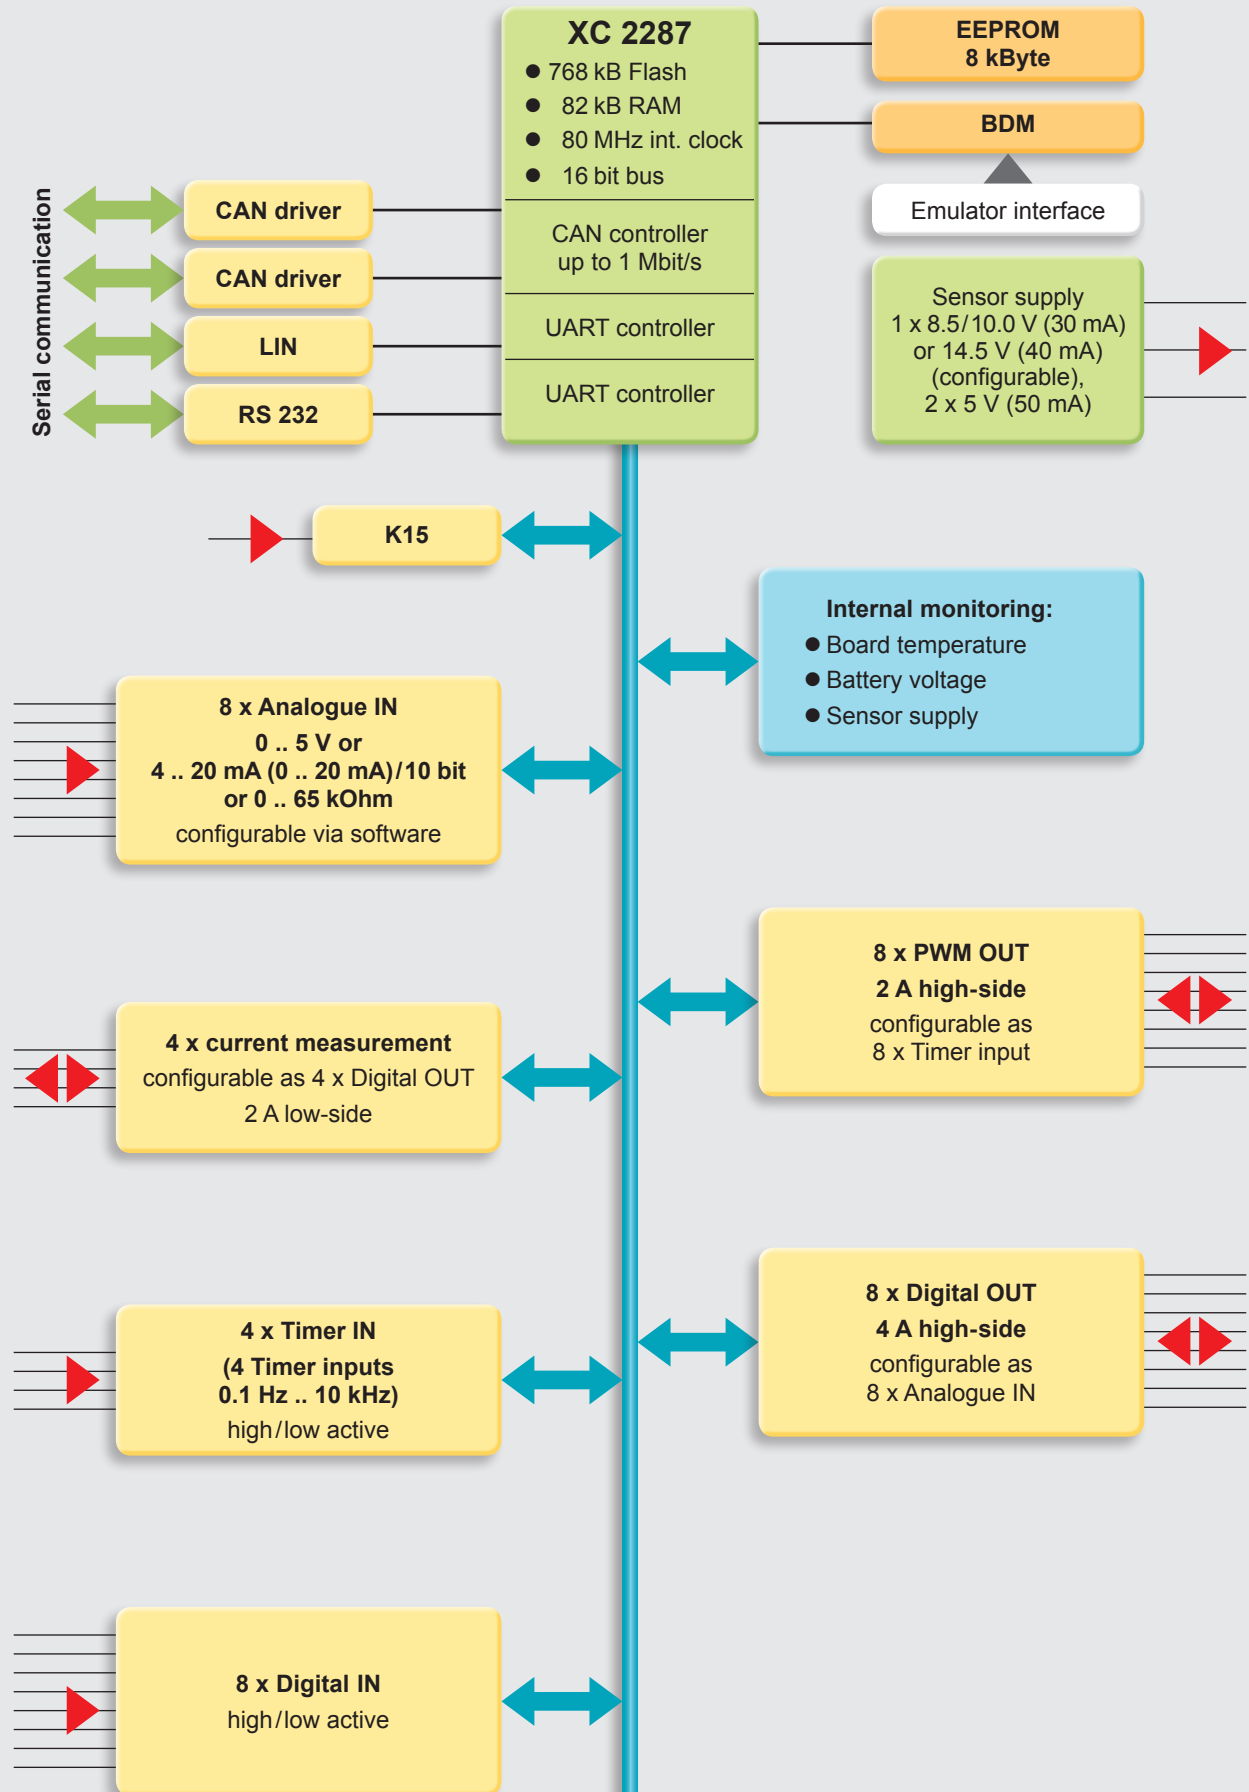 XC 2287
● 768 kB Flash
● 82 kB RAM
● 80 MHz int. clock
● 16 bit bus
CAN controller
up to 1 Mbit/s
UART controller
UART controller
EEPROM
8 kByte
BDM
Emulator interface
Sensor supply
1 x 8.5/10.0 V (30 mA)
or 14.5 V (40 mA)
(configurable),
2 x 5 V (50 mA)
Serial communication
CAN driver
CAN driver
LIN
RS 232
K15
Internal monitoring:
● Board temperature
● Battery voltage
● Sensor supply
8 x Analogue IN
0 .. 5 V or
4 .. 20 mA (0 .. 20 mA)/10 bit
or 0 .. 65 kOhm
configurable via software
8 x PWM OUT
2 A high-side
configurable as
8 x Timer input
4 x current measurement
configurable as 4 x Digital OUT
2 A low-side
8 x Digital OUT
4 A high-side
configurable as
8 x Analogue IN
4 x Timer IN
(4 Timer inputs
0.1 Hz .. 10 kHz)
high/low active
8 x Digital IN
high/low active